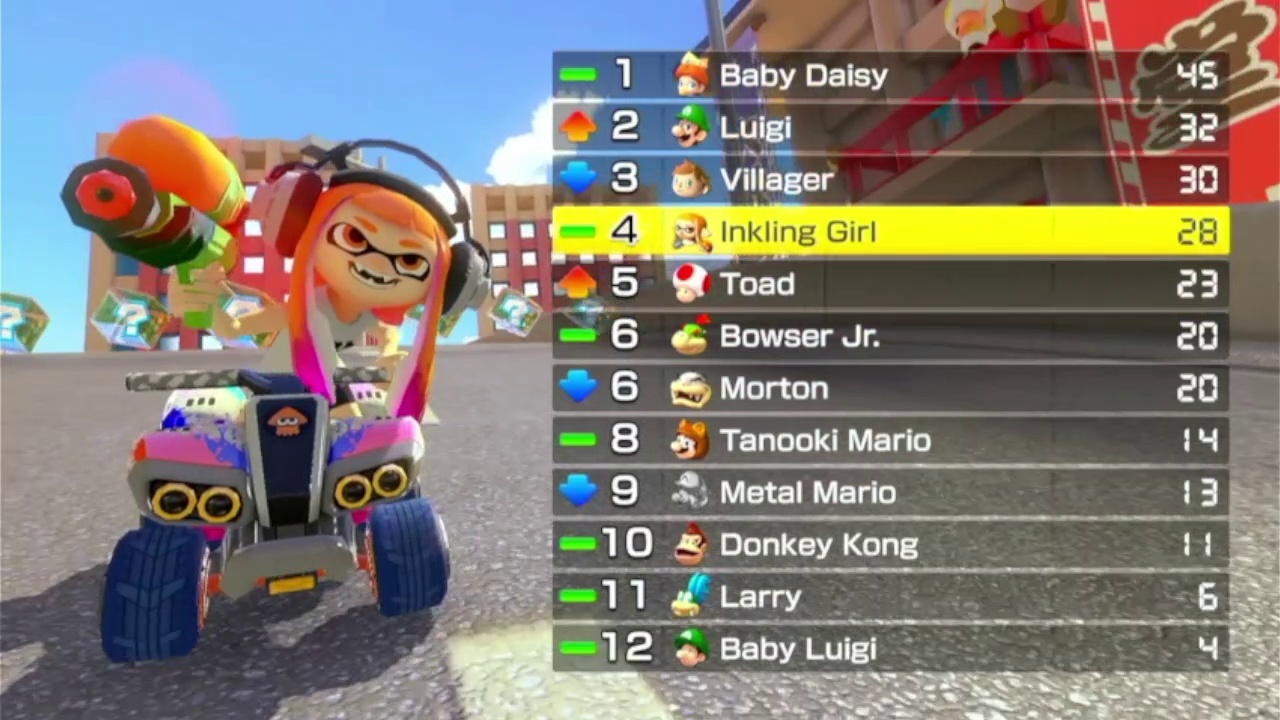 1 Baby Daisy 45
2 Luigi 32
3 Villager 30
4 Inkling Girl 28
5 Toad 23
6 Bowser Jr. 20
6 Morton 20
8 Tanooki Mario 14
9 Metal Mario 13
10 Donkey Kong 11
11 Larry 6
12 Baby Luigi 4
? ? ?